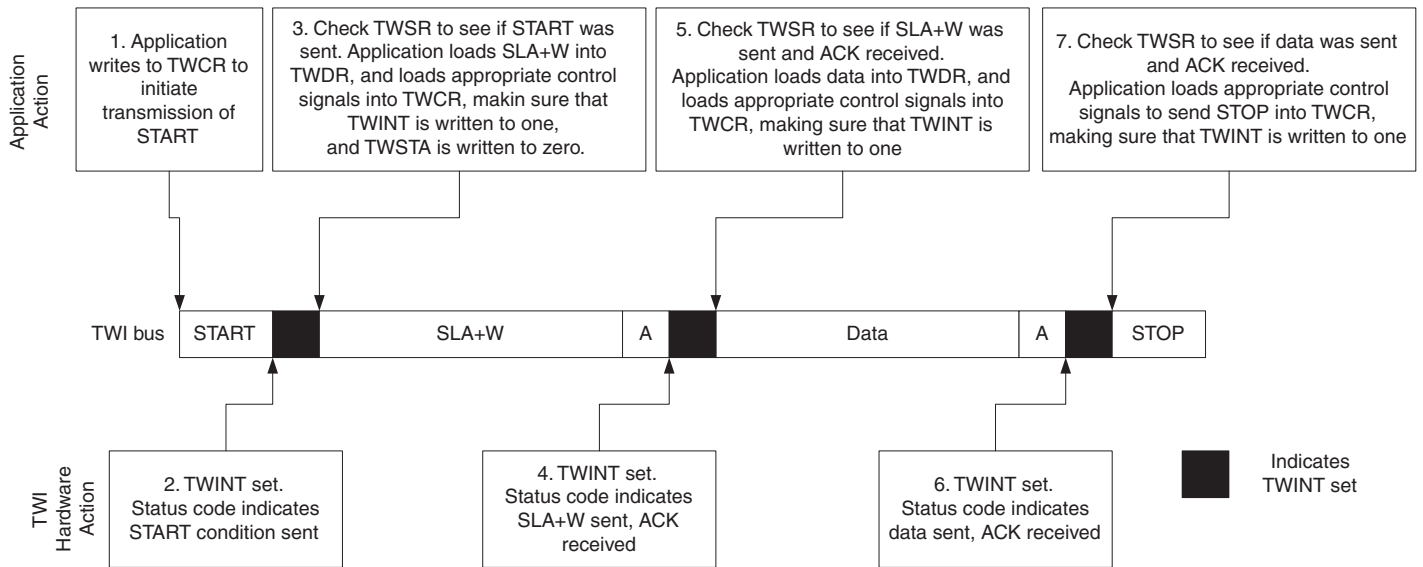 Application
Action
1. Application
writes to TWCR to
initiate
transmission of
START
3. Check TWSR to see if START was
sent. Application loads SLA+W into
TWDR, and loads appropriate control
signals into TWCR, makin sure that
TWINT is written to one,
and TWSTA is written to zero.
5. Check TWSR to see if SLA+W was
sent and ACK received.
Application loads data into TWDR, and
loads appropriate control signals into
TWCR, making sure that TWINT is
written to one
7. Check TWSR to see if data was sent
and ACK received.
Application loads appropriate control
signals to send STOP into TWCR,
making sure that TWINT is written to one
TWI bus
START
SLA+W
A
Data
A
STOP
TWI
Hardware
Action
2. TWINT set.
Status code indicates
START condition sent
4. TWINT set.
Status code indicates
SLA+W sent, ACK
received
6. TWINT set.
Status code indicates
data sent, ACK received
Indicates
TWINT set